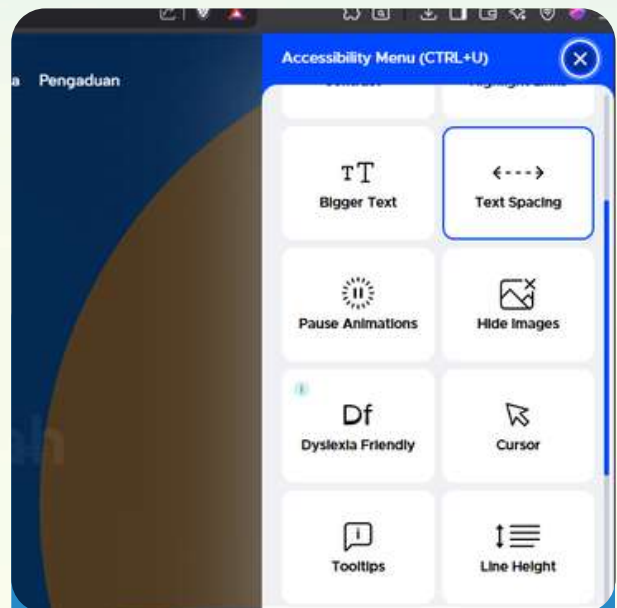 Accessibility Menu (CTRL+U)
Pengaduan
Bigger Text
Text Spacing
Pause Animations
Hide Images
Df
Dyslexia Friendly
Cursor
Tooltips
Line Height